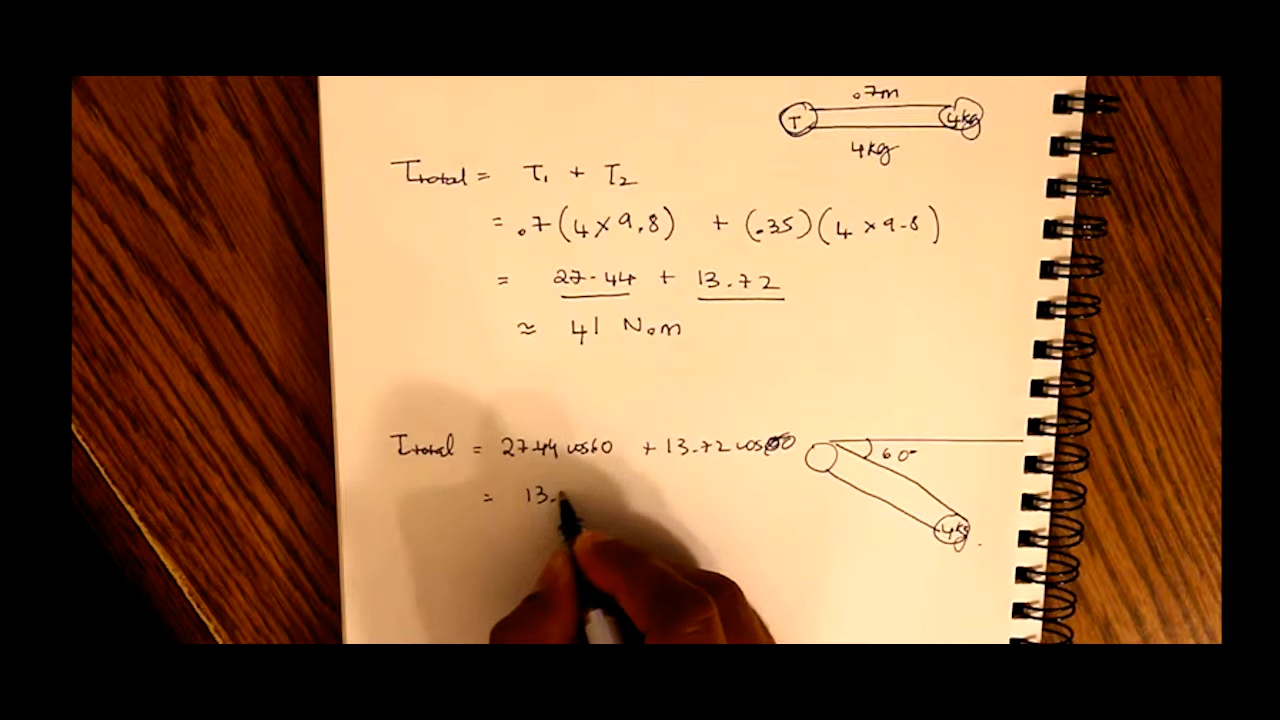 .7m
T 4kg
4kg
Ttotal = T1 + T2
= .7(4×9.8) + (.35)(4×9.8)
= 27.44 + 13.72
≈ 41 N.m
Ttotal = 27.44 cos60 + 13.72 cos60
60°
= 13.
4kg